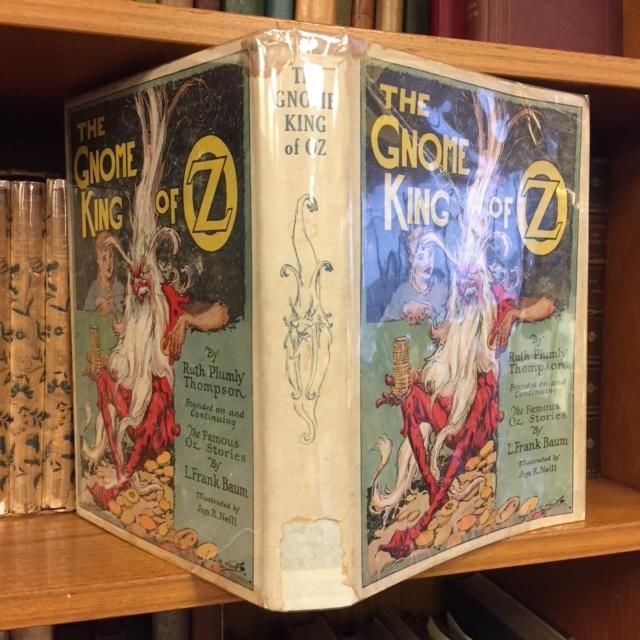 THE
GNOME
KING OF OZ
By
Ruth Plumly
Thompson
Founded on and
Continuing
The Famous
Oz Stories
By
L. Frank Baum
Illustrated by
Jno. R. Neill
THE
GNOME
KING
of OZ
THE
GNOME
KING OF OZ
By
Ruth Plumly
Thompson
Founded on and
Continuing
The Famous
Oz Stories
By
L. Frank Baum
Illustrated by
Jno. R. Neill